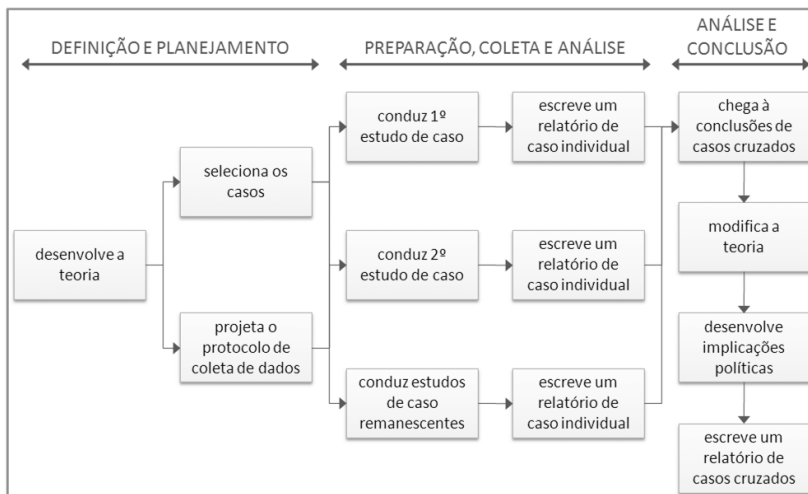 DEFINIÇÃO E PLANEJAMENTO
PREPARAÇÃO, COLETA E ANÁLISE
ANÁLISE E
CONCLUSÃO
desenvolve a
teoria
seleciona os
casos
projeta o
protocolo de
coleta de dados
conduz 1º
estudo de caso
escreve um
relatório de
caso individual
conduz 2º
estudo de caso
escreve um
relatório de
caso individual
conduz estudos
de caso
remanescentes
escreve um
relatório de
caso individual
chega à
conclusões de
casos cruzados
modifica a
teoria
desenvolve
implicações
políticas
escreve um
relatório de
casos cruzados